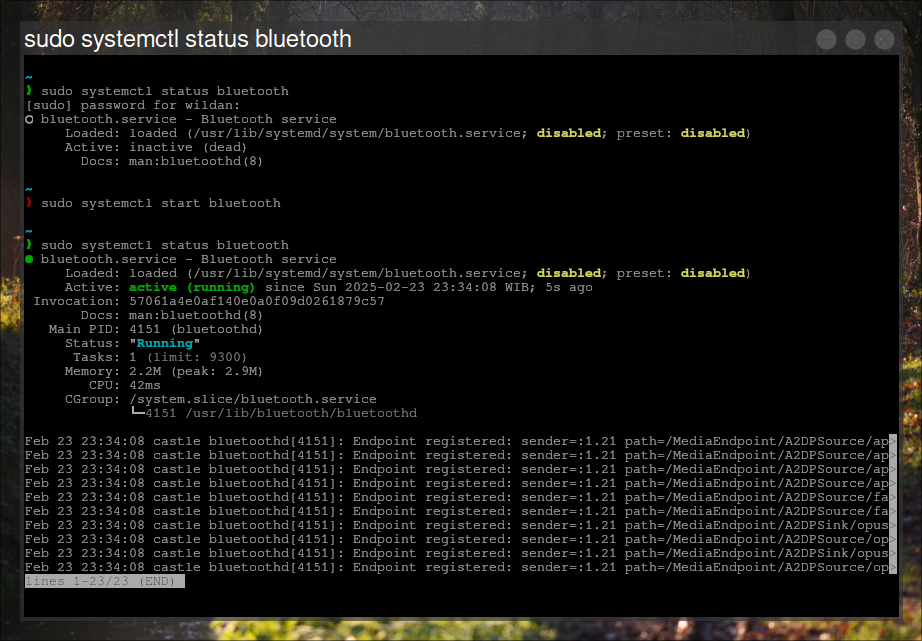 sudo systemctl status bluetooth
~
❯ sudo systemctl status bluetooth
[sudo] password for wildan:
○ bluetooth.service - Bluetooth service
     Loaded: loaded (/usr/lib/systemd/system/bluetooth.service; disabled; preset: disabled)
     Active: inactive (dead)
       Docs: man:bluetoothd(8)
~
❯ sudo systemctl start bluetooth
~
❯ sudo systemctl status bluetooth
● bluetooth.service - Bluetooth service
     Loaded: loaded (/usr/lib/systemd/system/bluetooth.service; disabled; preset: disabled)
     Active: active (running) since Sun 2025-02-23 23:34:08 WIB; 5s ago
 Invocation: 57061a4e0af140e0a0f09d0261879c57
       Docs: man:bluetoothd(8)
   Main PID: 4151 (bluetoothd)
     Status: "Running"
      Tasks: 1 (limit: 9300)
     Memory: 2.2M (peak: 2.9M)
        CPU: 42ms
     CGroup: /system.slice/bluetooth.service
             └─4151 /usr/lib/bluetooth/bluetoothd
Feb 23 23:34:08 castle bluetoothd[4151]: Endpoint registered: sender=:1.21 path=/MediaEndpoint/A2DPSource/ap>
Feb 23 23:34:08 castle bluetoothd[4151]: Endpoint registered: sender=:1.21 path=/MediaEndpoint/A2DPSource/ap>
Feb 23 23:34:08 castle bluetoothd[4151]: Endpoint registered: sender=:1.21 path=/MediaEndpoint/A2DPSource/ap>
Feb 23 23:34:08 castle bluetoothd[4151]: Endpoint registered: sender=:1.21 path=/MediaEndpoint/A2DPSource/ap>
Feb 23 23:34:08 castle bluetoothd[4151]: Endpoint registered: sender=:1.21 path=/MediaEndpoint/A2DPSource/fa>
Feb 23 23:34:08 castle bluetoothd[4151]: Endpoint registered: sender=:1.21 path=/MediaEndpoint/A2DPSource/fa>
Feb 23 23:34:08 castle bluetoothd[4151]: Endpoint registered: sender=:1.21 path=/MediaEndpoint/A2DPSink/opus>
Feb 23 23:34:08 castle bluetoothd[4151]: Endpoint registered: sender=:1.21 path=/MediaEndpoint/A2DPSource/op>
Feb 23 23:34:08 castle bluetoothd[4151]: Endpoint registered: sender=:1.21 path=/MediaEndpoint/A2DPSink/opus>
Feb 23 23:34:08 castle bluetoothd[4151]: Endpoint registered: sender=:1.21 path=/MediaEndpoint/A2DPSource/op>
lines 1-23/23 (END)